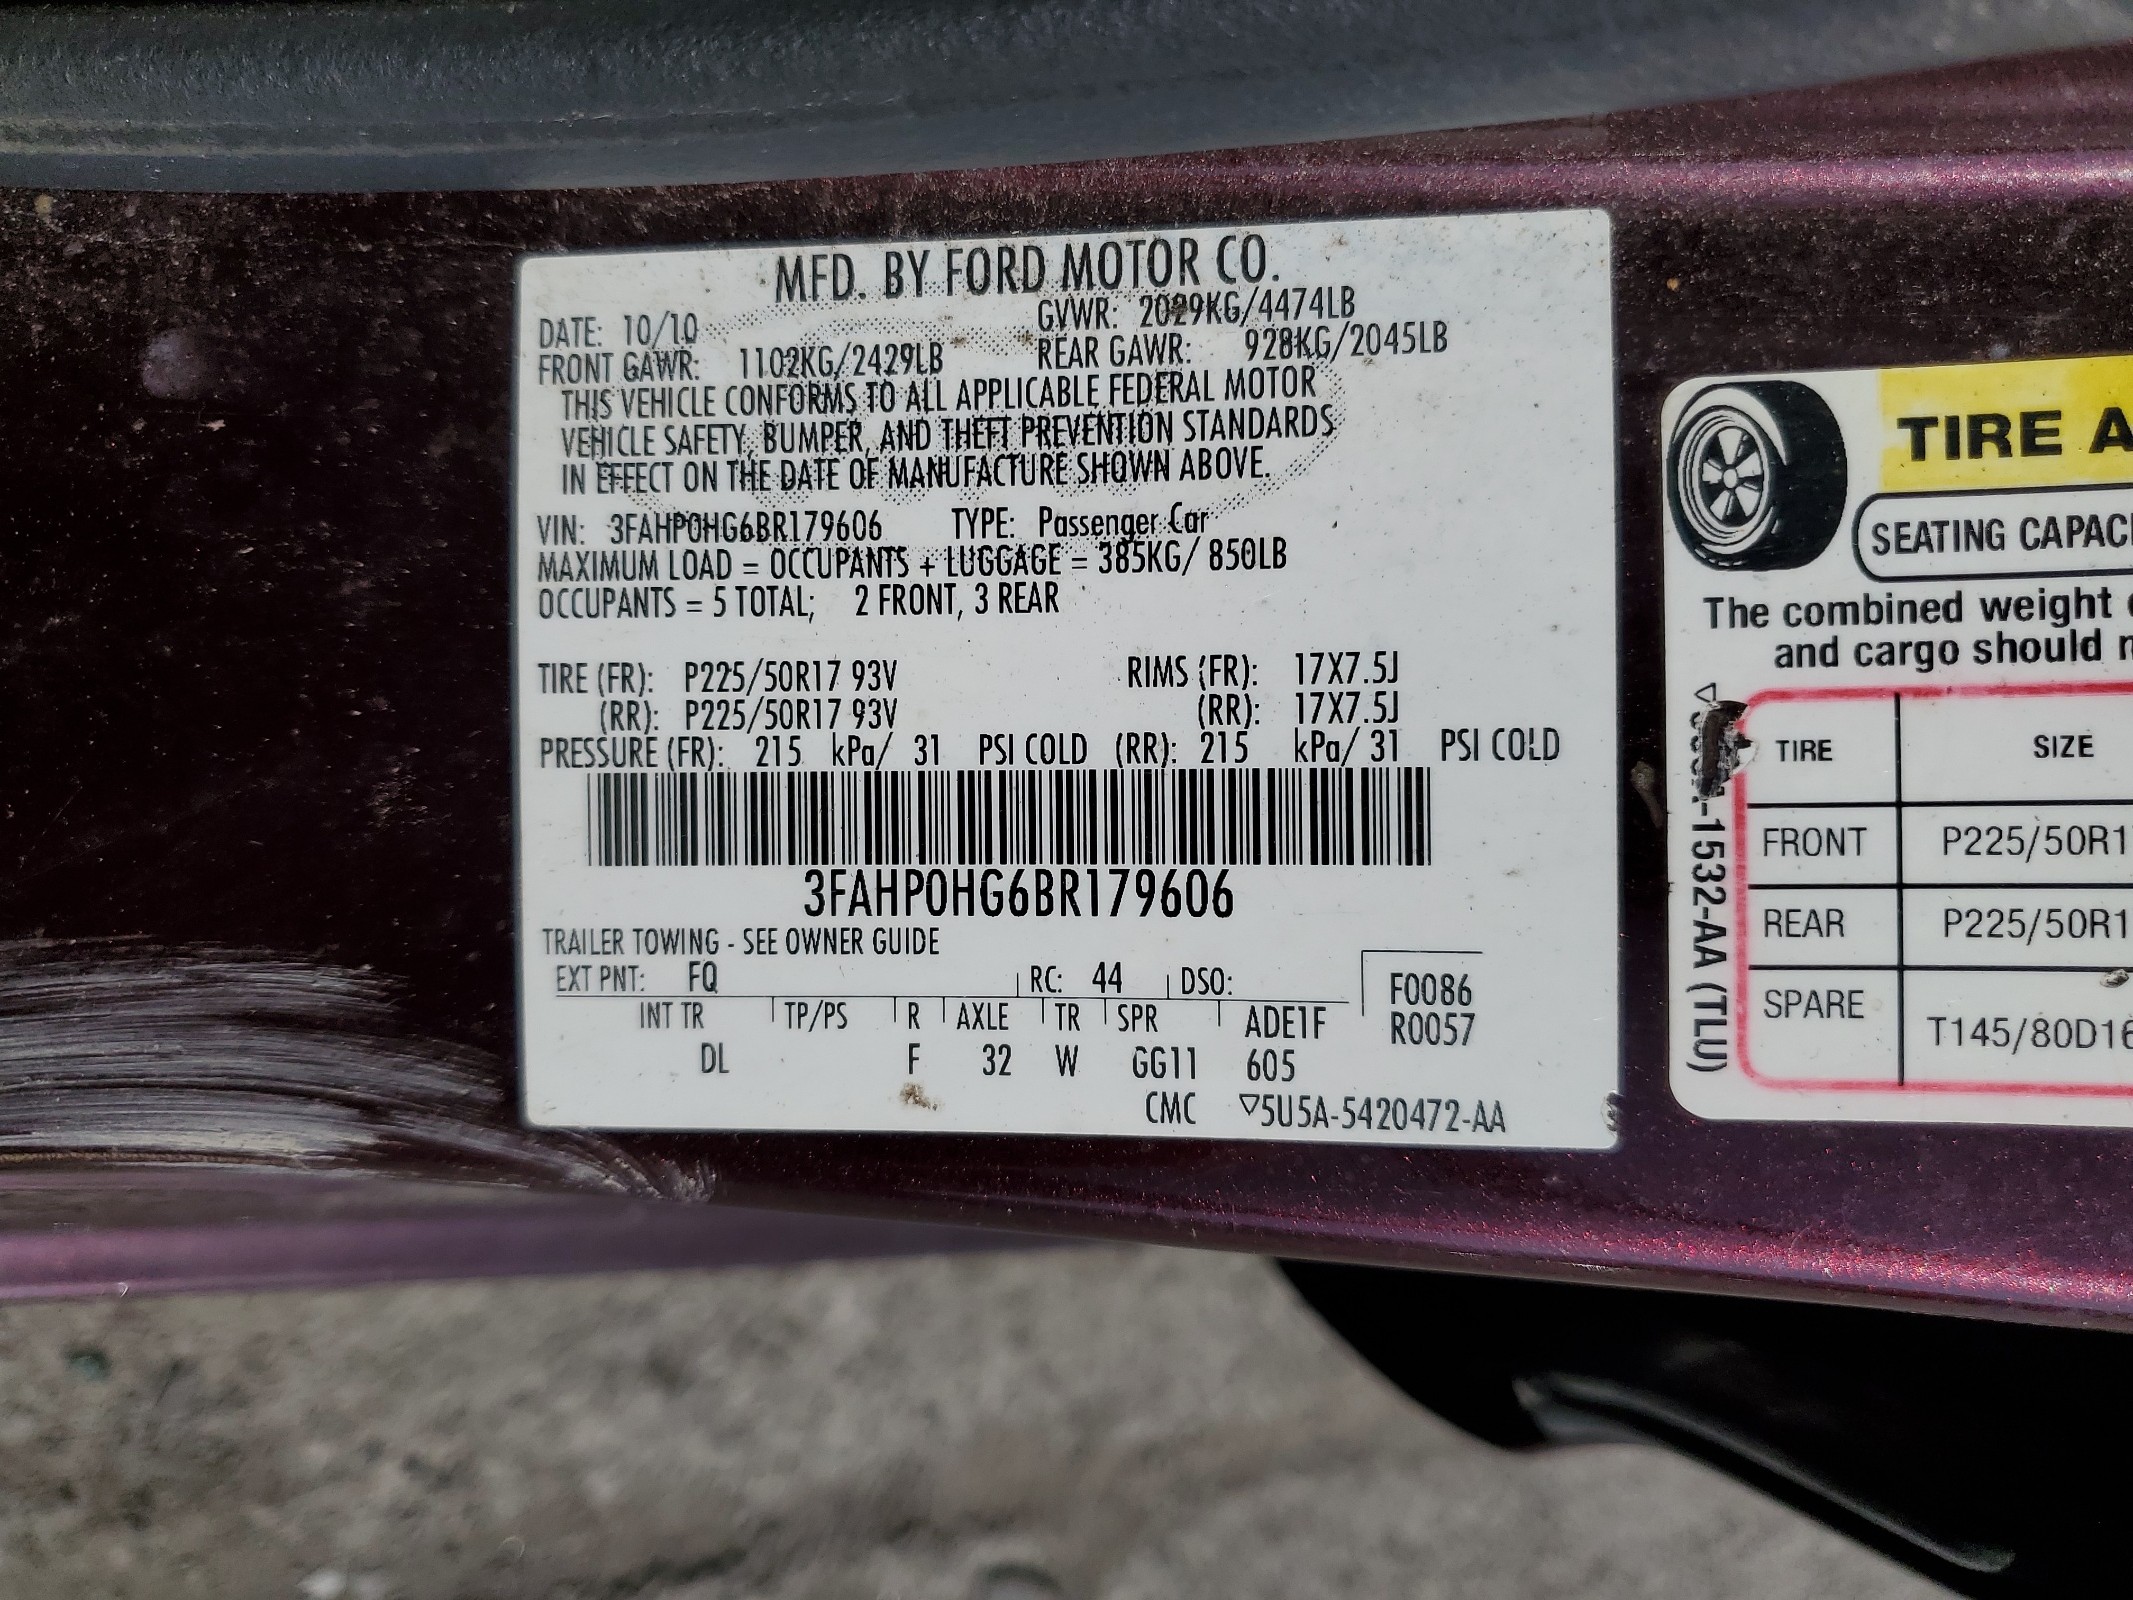 MFD. BY FORD MOTOR CO.
DATE: 10/10 GVWR: 2029KG/4474LB
FRONT GAWR: 1102KG/2429LB REAR GAWR: 928KG/2045LB
THIS VEHICLE CONFORMS TO ALL APPLICABLE FEDERAL MOTOR
VEHICLE SAFETY, BUMPER, AND THEFT PREVENTION STANDARDS
IN EFFECT ON THE DATE OF MANUFACTURE SHOWN ABOVE.
VIN: 3FAHP0HG6BR179606 TYPE: Passenger Car
MAXIMUM LOAD = OCCUPANTS + LUGGAGE = 385KG/ 850LB
OCCUPANTS = 5 TOTAL; 2 FRONT, 3 REAR
TIRE (FR): P225/50R17 93V RIMS (FR): 17X7.5J
(RR): P225/50R17 93V (RR): 17X7.5J
PRESSURE (FR): 215 kPa/ 31 PSI COLD (RR): 215 kPa/ 31 PSI COLD
3FAHP0HG6BR179606
TRAILER TOWING - SEE OWNER GUIDE
EXT PNT: FQ RC: 44 DSO:
F0086
INT TR TP/PS R AXLE TR SPR ADE1F R0057
DL F 32 W GG11 605
CMC ▽5U5A-5420472-AA
TIRE A
SEATING CAPACI
The combined weight
and cargo should
TIRE SIZE
FRONT P225/50R1
REAR P225/50R1
SPARE T145/80D16
-1532-AA (TLU)